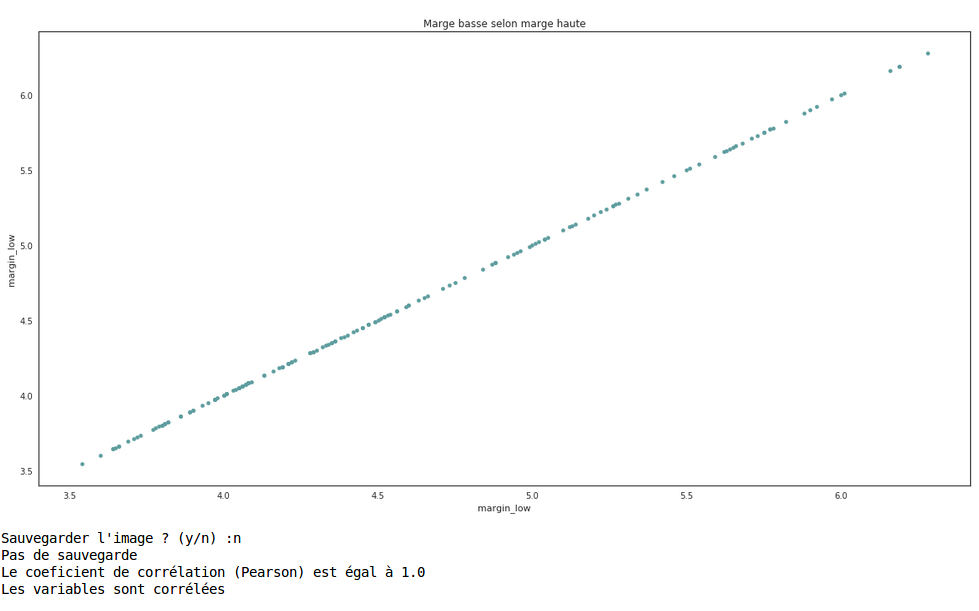 Marge basse selon marge haute
6.0
5.5
5.0
4.5
4.0
3.5
margin_low
3.5 4.0 4.5 5.0 5.5 6.0
margin_low
Sauvegarder l'image ? (y/n) :n
Pas de sauvegarde
Le coeficient de corrélation (Pearson) est égal à 1.0
Les variables sont corrélées